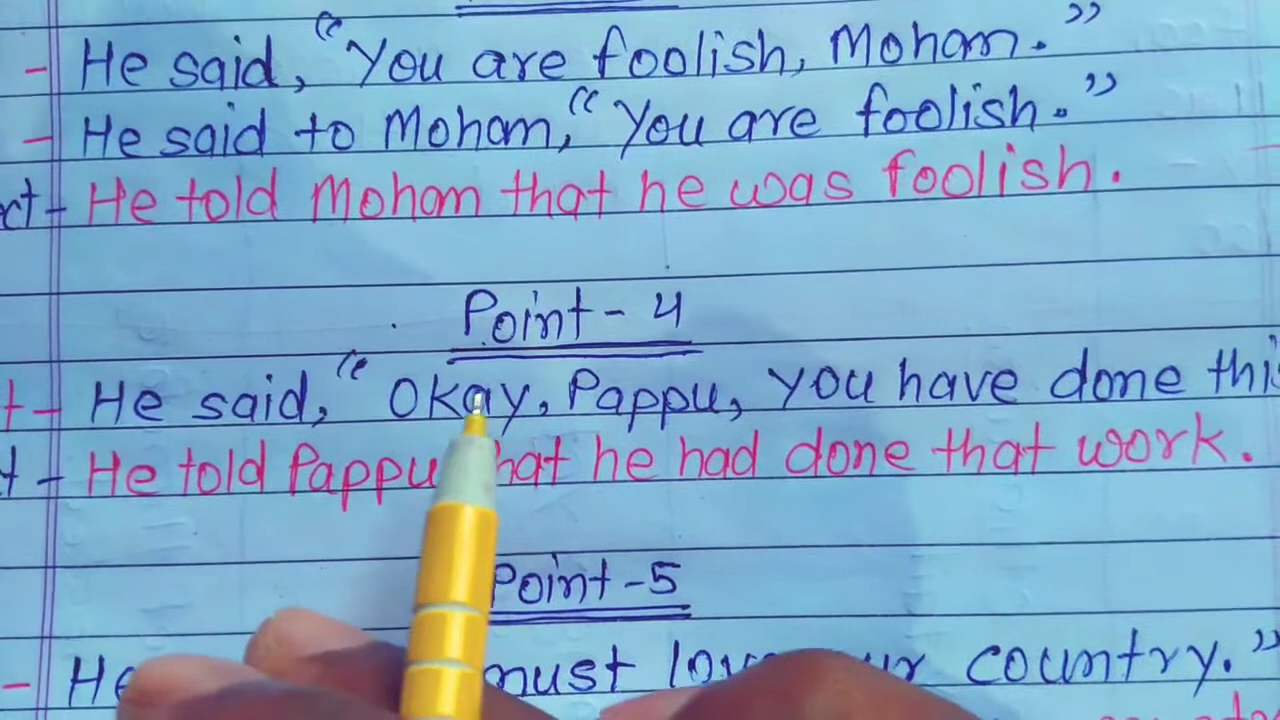 - He said, "You are foolish, Mohan."
- He said to Mohan, "You are foolish."
ct - He told Mohan that he was foolish.
Point - 4
t - He said, "Okay, Pappu, you have done thi
t - He told Pappu hat he had done that work.
Point - 5
- He must country."